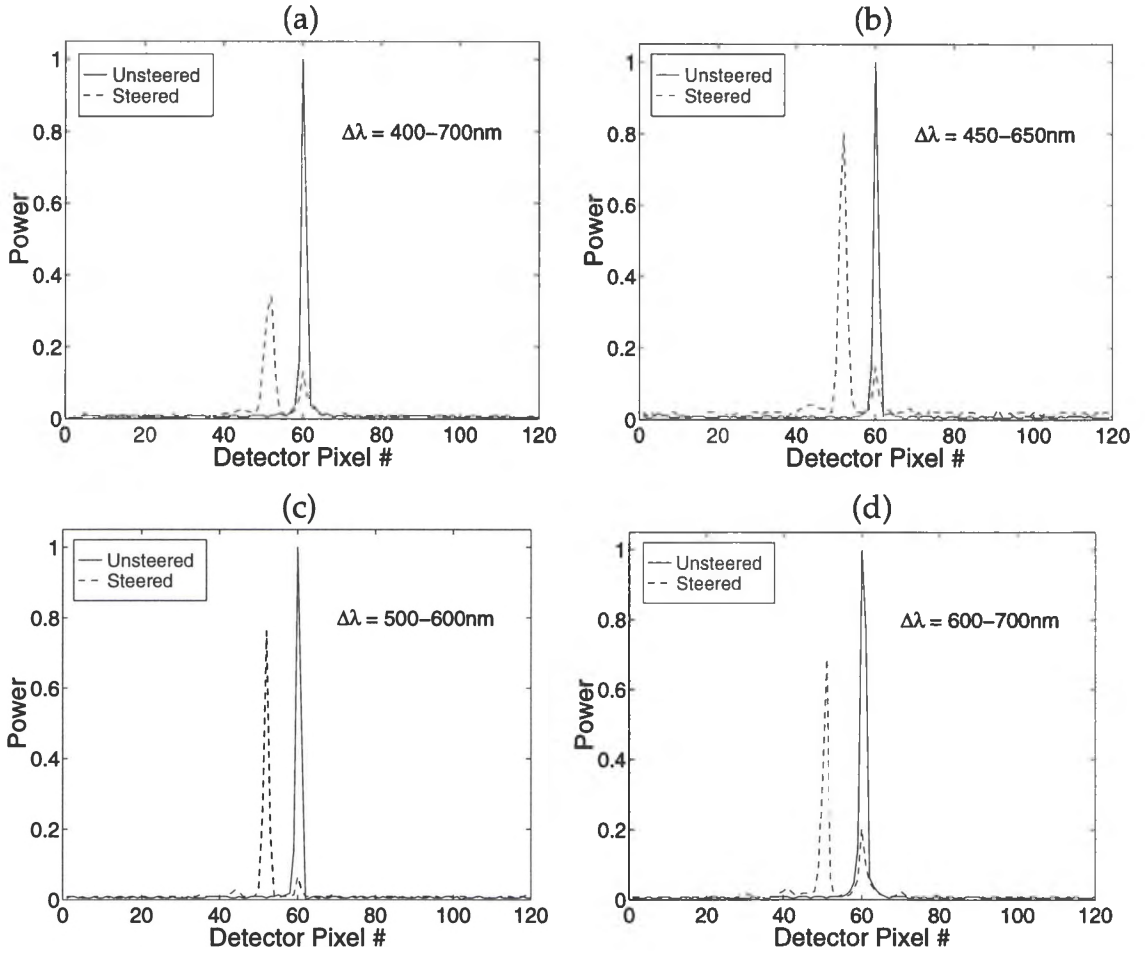 (a)
1
0.8
0.6
0.4
0.2
0
Power
Unsteered
Steered
Δλ = 400–700nm
0 20 40 60 80 100 120
Detector Pixel #
(b)
1
0.8
0.6
0.4
0.2
0
Power
Unsteered
Steered
Δλ = 450–650nm
0 20 40 60 80 100 120
Detector Pixel #
(c)
1
0.8
0.6
0.4
0.2
0
Power
Unsteered
Steered
Δλ = 500–600nm
0 20 40 60 80 100 120
Detector Pixel #
(d)
1
0.8
0.6
0.4
0.2
0
Power
Unsteered
Steered
Δλ = 600–700nm
0 20 40 60 80 100 120
Detector Pixel #